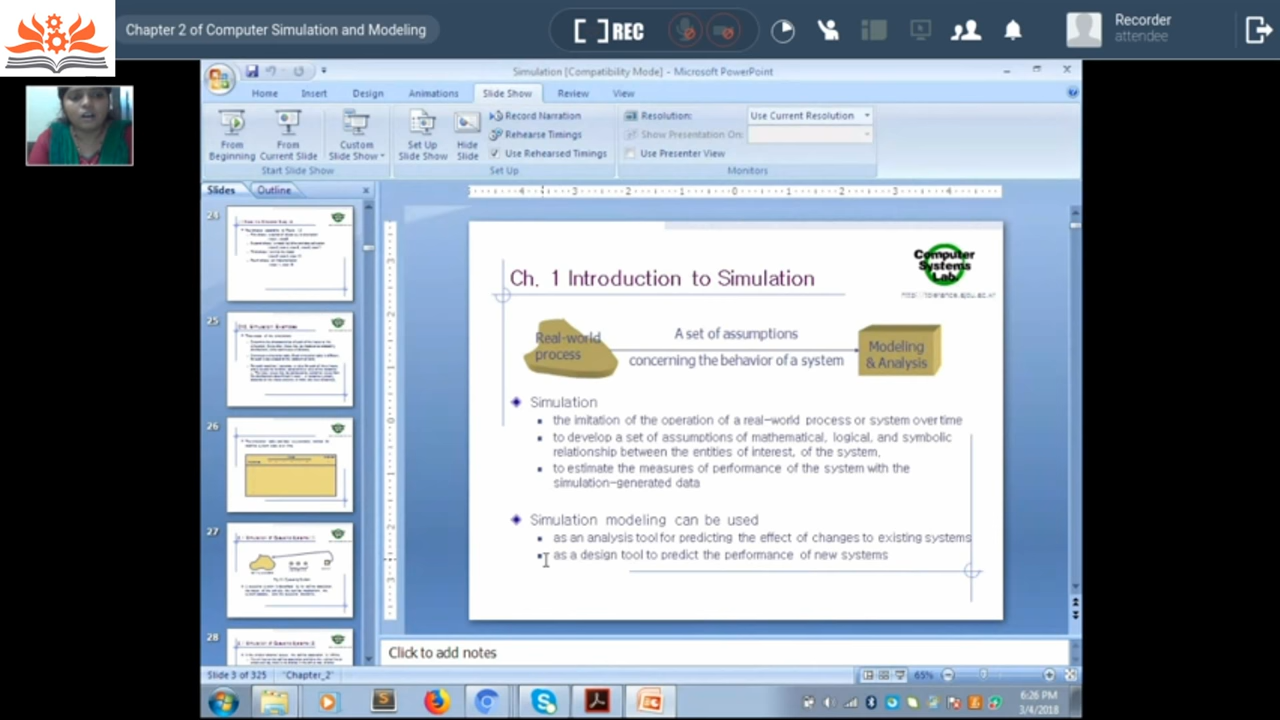 Chapter 2 of Computer Simulation and Modeling
REC
Recorder
attendee
Simulation [Compatibility Mode] - Microsoft PowerPoint
Home Insert Design Animations Slide Show Review View
From Beginning
From Current Slide
Custom Slide Show
Start Slide Show
Set Up Slide Show
Hide Slide
Record Narration
Rehearse Timings
Use Rehearsed Timings
Set Up
Resolution: Use Current Resolution
Show Presentation On:
Use Presenter View
Monitors
Slides Outline
24
25
26
27
28
Ch. 1 Introduction to Simulation
Computer
Systems
Lab
Real-world
process
A set of assumptions
concerning the behavior of a system
Modeling
& Analysis
Simulation
the imitation of the operation of a real-world process or system over time
to develop a set of assumptions of mathematical, logical, and symbolic
relationship between the entities of interest, of the system.
to estimate the measures of performance of the system with the
simulation-generated data
Simulation modeling can be used
as an analysis tool for predicting the effect of changes to existing systems
as a design tool to predict the performance of new systems
Click to add notes
Slide 3 of 325 "Chapter_2" 65%
6:26 PM
3/4/2018